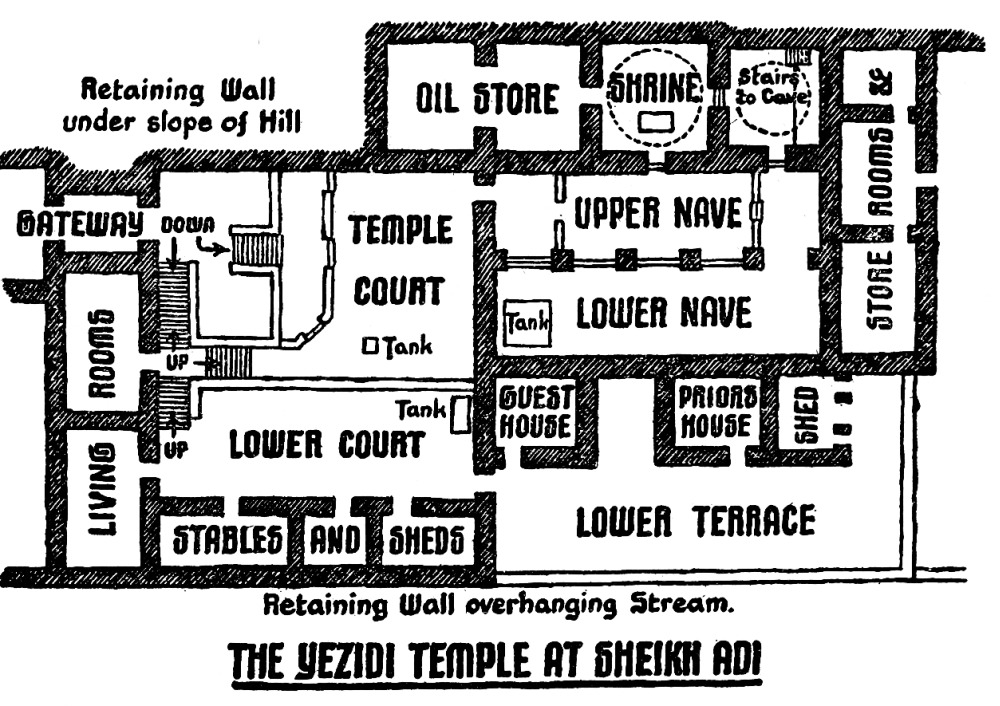 Retaining Wall
under slope of Hill
OIL STORE
SHRINE
Stairs
to Cave
&
STORE ROOMS
GATEWAY
DOWN
TEMPLE
COURT
UPPER NAVE
LOWER NAVE
Tank
Tank
UP
LIVING ROOMS
UP
Tank
LOWER COURT
GUEST
HOUSE
PRIORS
HOUSE
SHED
STABLES AND SHEDS
LOWER TERRACE
Retaining Wall overhanging Stream.
THE YEZIDI TEMPLE AT SHEIKH ADI